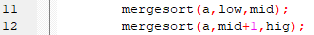 11 mergesort(a,low,mid);
12 mergesort(a,mid+1,hig);